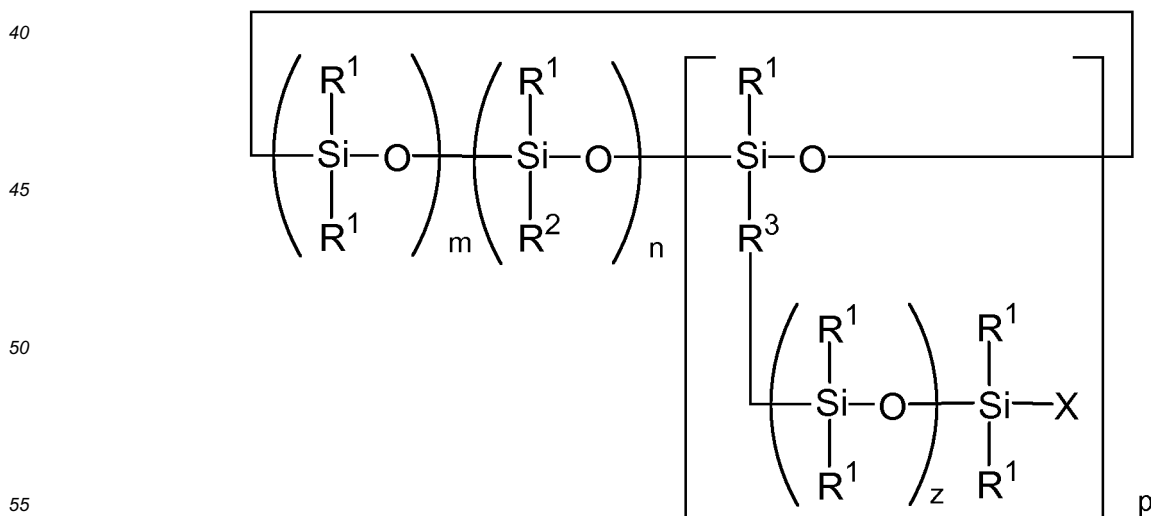 40
R¹ R¹ R¹
Si O Si O Si O
45
R¹ m R² n R³
R¹ R¹
50
Si O Si X
R¹ z R¹
55 p